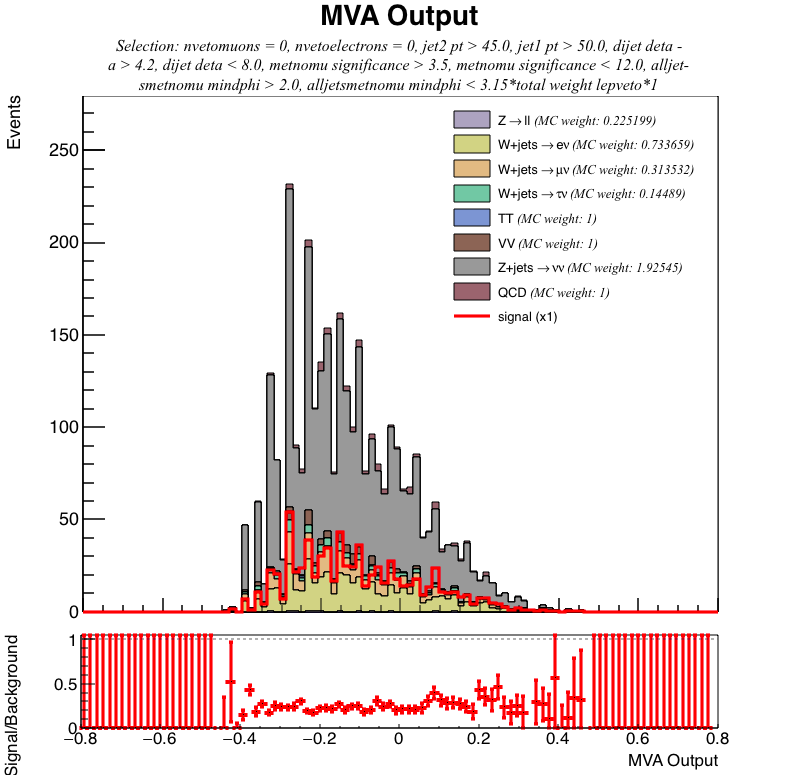 MVA Output
Selection: nvetomuons = 0, nvetoelectrons = 0, jet2 pt > 45.0, jet1 pt > 50.0, dijet deta -
a > 4.2, dijet deta < 8.0, metnomu significance > 3.5, metnomu significance < 12.0, alljet-
smetnomu mindphi > 2.0, alljetsmetnomu mindphi < 3.15*total weight lepveto*1
Events
250
200
150
100
50
0
Z→ll (MC weight: 0.225199)
W+jets→eν (MC weight: 0.733659)
W+jets→μν (MC weight: 0.313532)
W+jets→τν (MC weight: 0.14489)
TT (MC weight: 1)
VV (MC weight: 1)
Z+jets→νν (MC weight: 1.92545)
QCD (MC weight: 1)
signal (x1)
Signal/Background
1
0.5
0
−0.8 −0.6 −0.4 −0.2 0 0.2 0.4 0.6 0.8
MVA Output